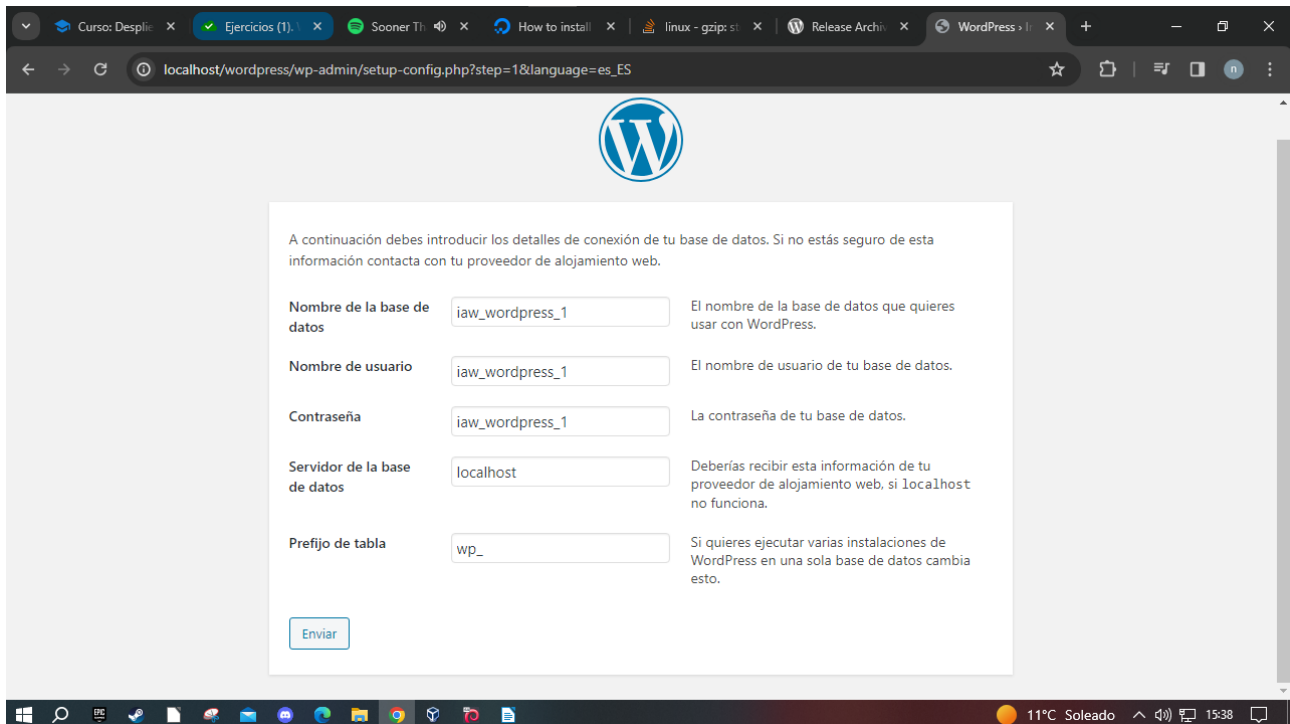 Curso: Desplie
Ejercicios (1).
Sooner Th
How to install
linux - gzip: st
Release Archiv
WordPress ›
localhost/wordpress/wp-admin/setup-config.php?step=1&language=es_ES
n
A continuación debes introducir los detalles de conexión de tu base de datos. Si no estás seguro de esta
información contacta con tu proveedor de alojamiento web.
Nombre de la base de
datos
iaw_wordpress_1
El nombre de la base de datos que quieres
usar con WordPress.
Nombre de usuario
iaw_wordpress_1
El nombre de usuario de tu base de datos.
Contraseña
iaw_wordpress_1
La contraseña de tu base de datos.
Servidor de la base
de datos
localhost
Deberías recibir esta información de tu
proveedor de alojamiento web, si localhost
no funciona.
Prefijo de tabla
wp_
Si quieres ejecutar varias instalaciones de
WordPress en una sola base de datos cambia
esto.
Enviar
EPIC
11°C Soleado
15:38